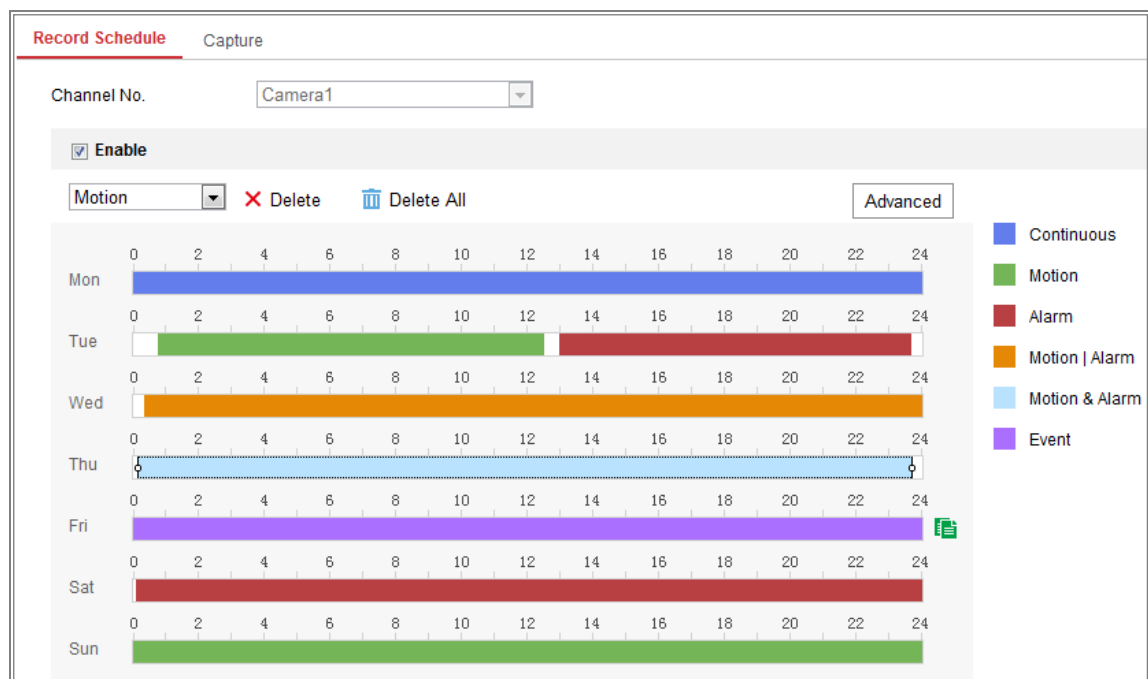 Record Schedule Capture
Channel No. Camera1
Enable
Motion Delete Delete All Advanced
0 2 4 6 8 10 12 14 16 18 20 22 24
Mon
0 2 4 6 8 10 12 14 16 18 20 22 24
Tue
0 2 4 6 8 10 12 14 16 18 20 22 24
Wed
0 2 4 6 8 10 12 14 16 18 20 22 24
Thu
0 2 4 6 8 10 12 14 16 18 20 22 24
Fri
0 2 4 6 8 10 12 14 16 18 20 22 24
Sat
0 2 4 6 8 10 12 14 16 18 20 22 24
Sun
Continuous
Motion
Alarm
Motion | Alarm
Motion & Alarm
Event